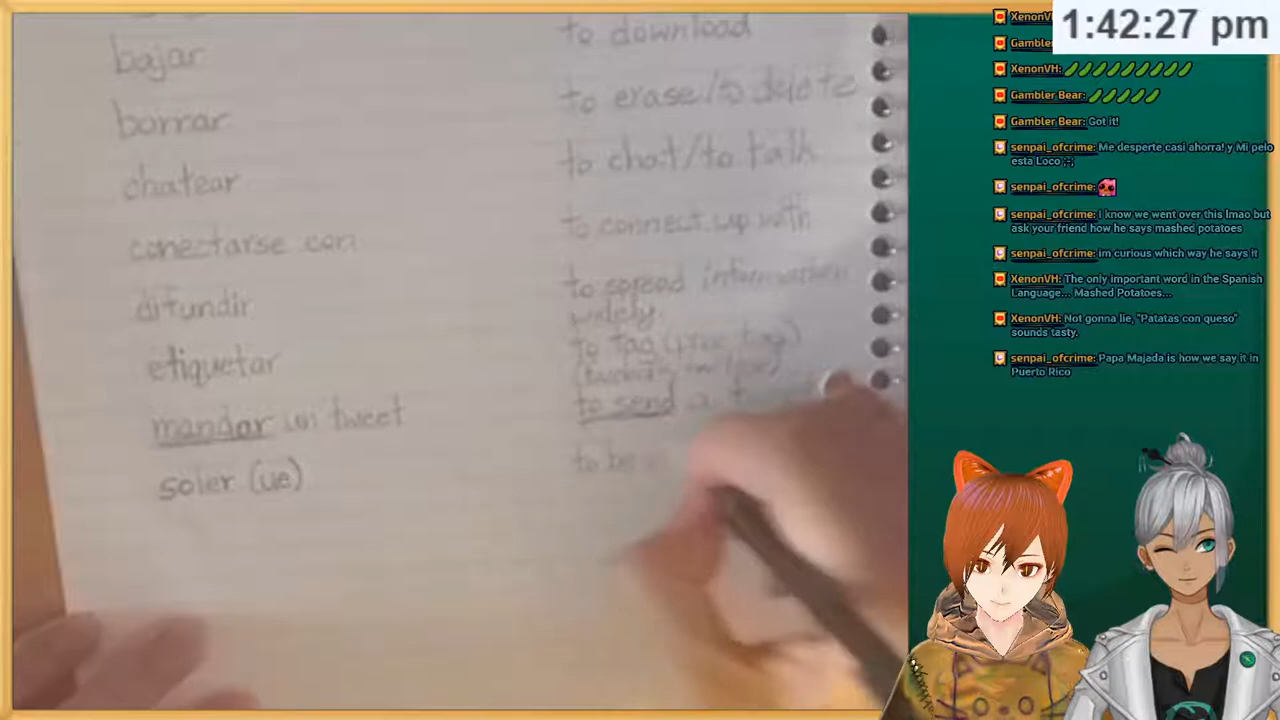 1:42:27 pm
Gambler
XenonVH:
Gambler Bear:
Gambler Bear: Got it!
senpai_ofcrime: Me desperte casi ahorra! y Mi pelo
esta Loco ;-;
senpai_ofcrime:
senpai_ofcrime: i know we went over this lmao but
ask your friend how he says mashed potatoes
senpai_ofcrime: im curious which way he says it
XenonVH: The only important word in the Spanish
Language... Mashed Potatoes...
XenonVH: Not gonna lie, "Patatas con queso"
sounds tasty.
senpai_ofcrime: Papa Majada is how we say it in
Puerto Rico
to download
bajar
to erase/to delete
borrar
to chat/to talk
chatear
to connect up with
conectarse con
to spread information
widely
difundir
to tag
etiquetar
to send a
mandar un tweet
to be
soler (ue)